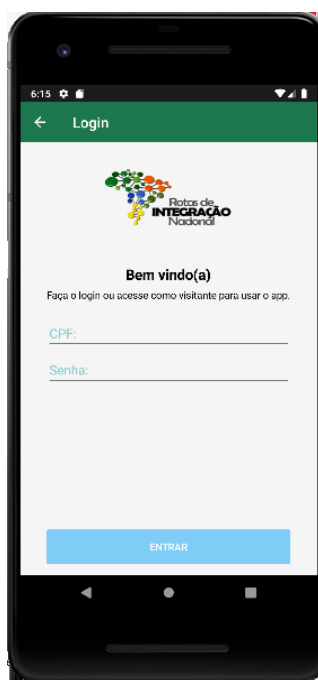 6:15
Login
Rotas de
INTEGRAÇÃO
Nacional
Bem vindo(a)
Faça o login ou acesse como visitante para usar o app.
CPF:
Senha:
ENTRAR